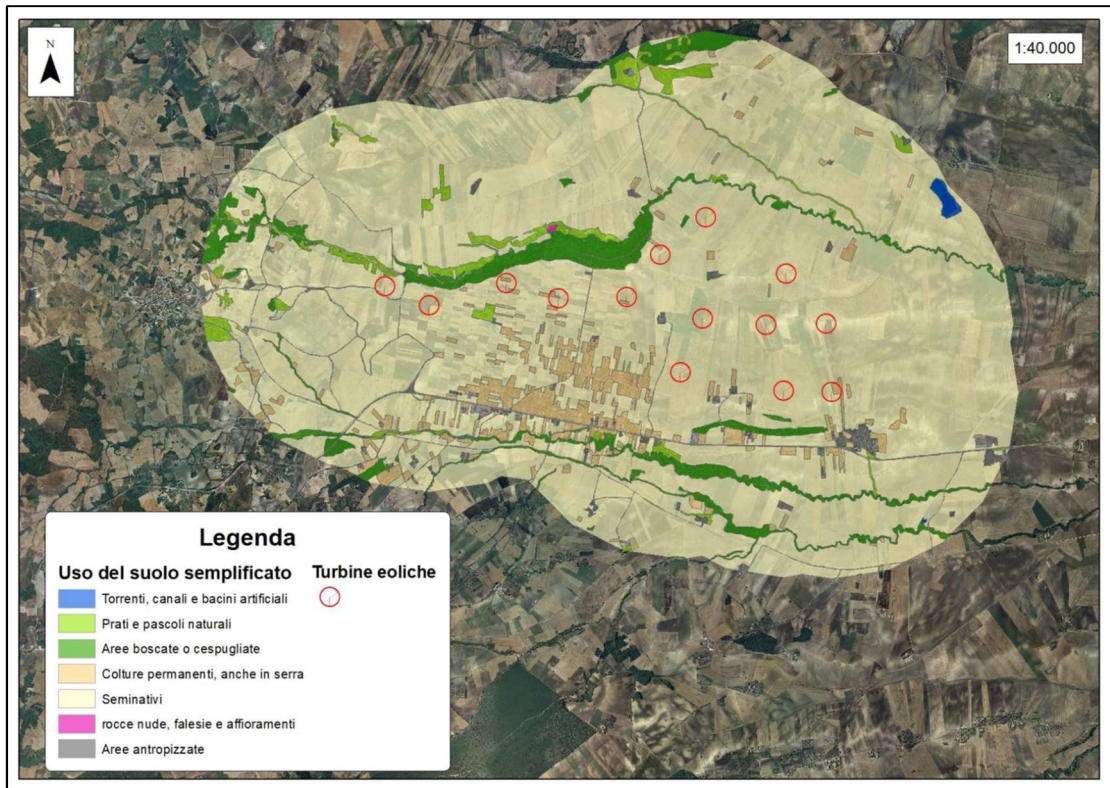 N
1:40.000
Legenda
Uso del suolo semplificato
Torrenti, canali e bacini artificiali
Prati e pascoli naturali
Aree boscate o cespugliate
Colture permanenti, anche in serra
Seminativi
rocce nude, falesie e affioramenti
Aree antropizzate
Turbine eoliche